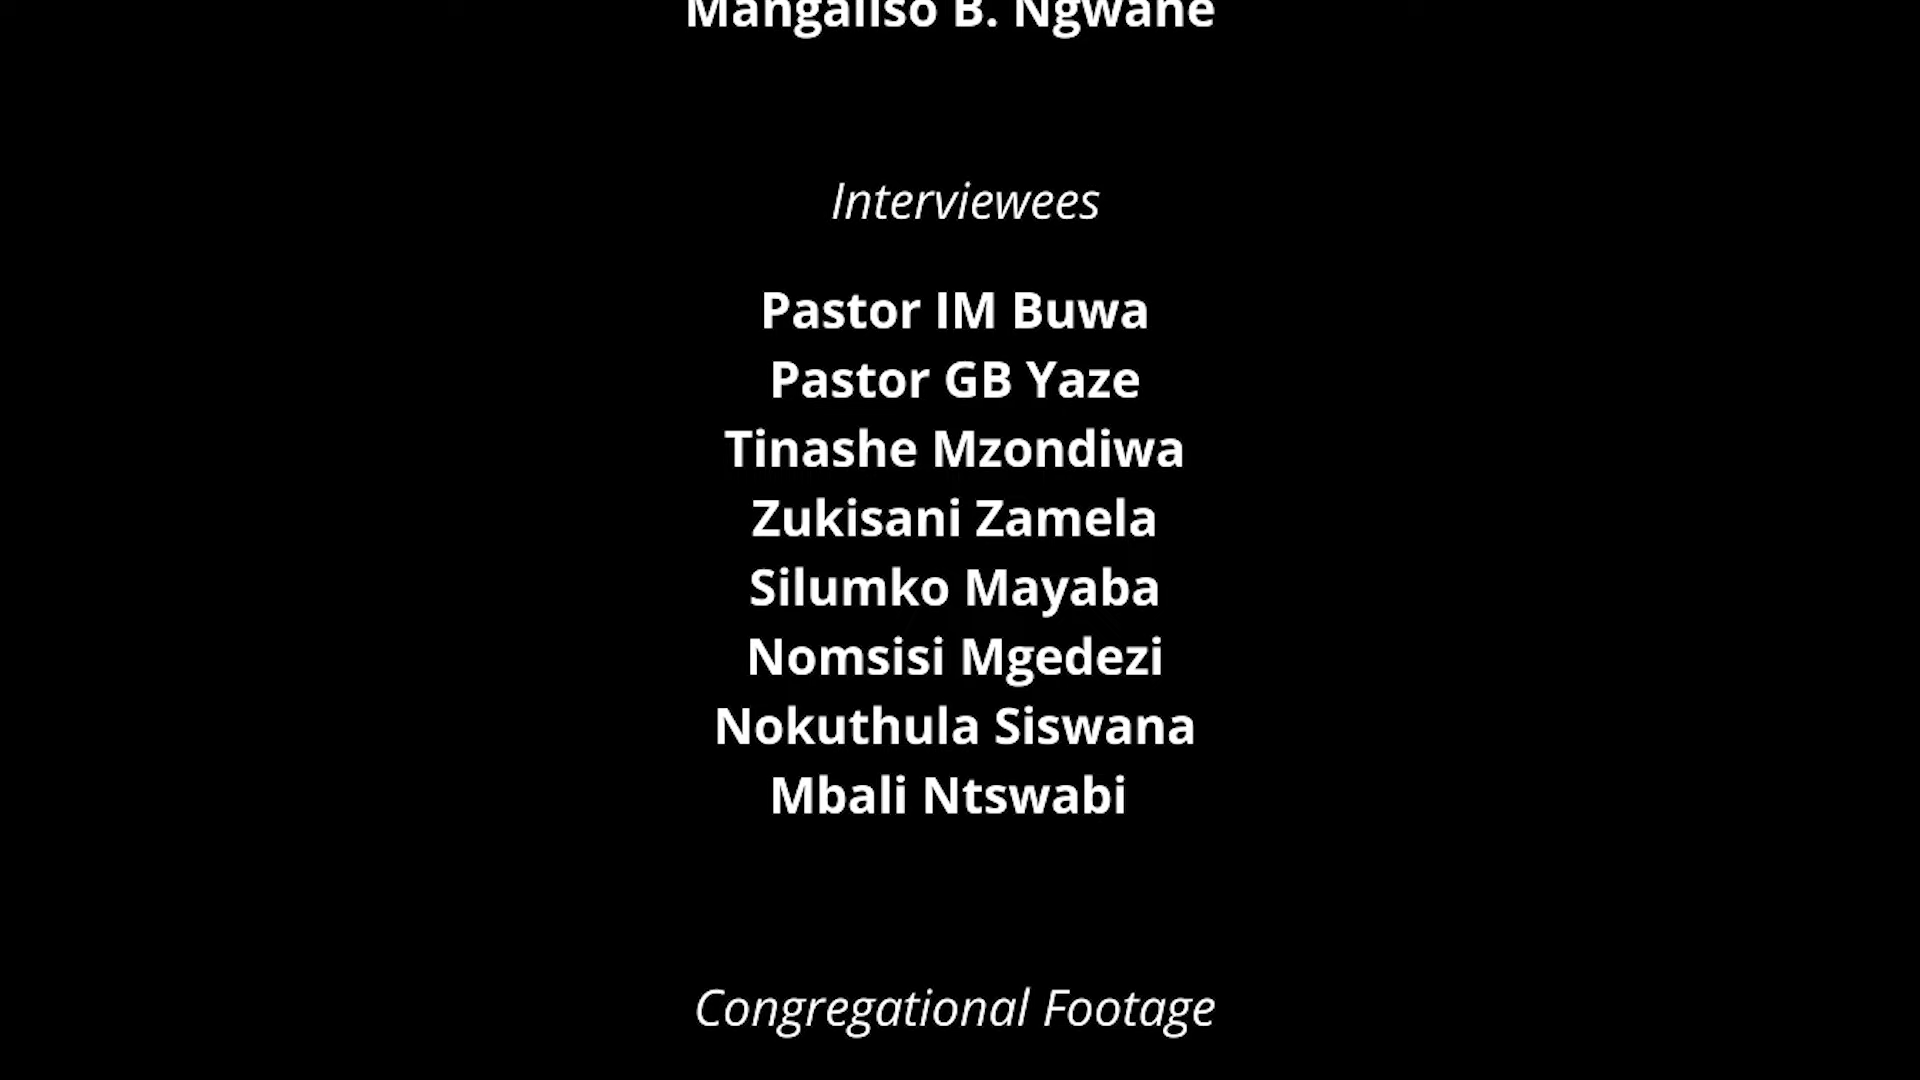 Mangaliso B. Ngwane
Interviewees
Pastor IM Buwa
Pastor GB Yaze
Tinashe Mzondiwa
Zukisani Zamela
Silumko Mayaba
Nomsisi Mgedezi
Nokuthula Siswana
Mbali Ntswabi
Congregational Footage